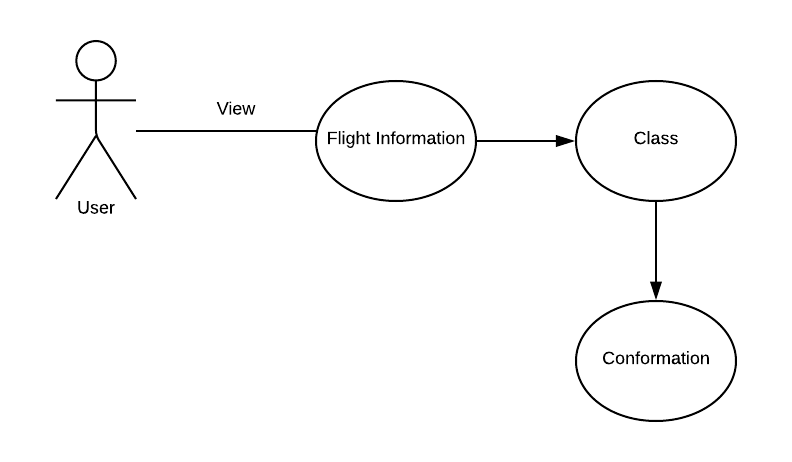 View
Flight Information
Class
User
Conformation